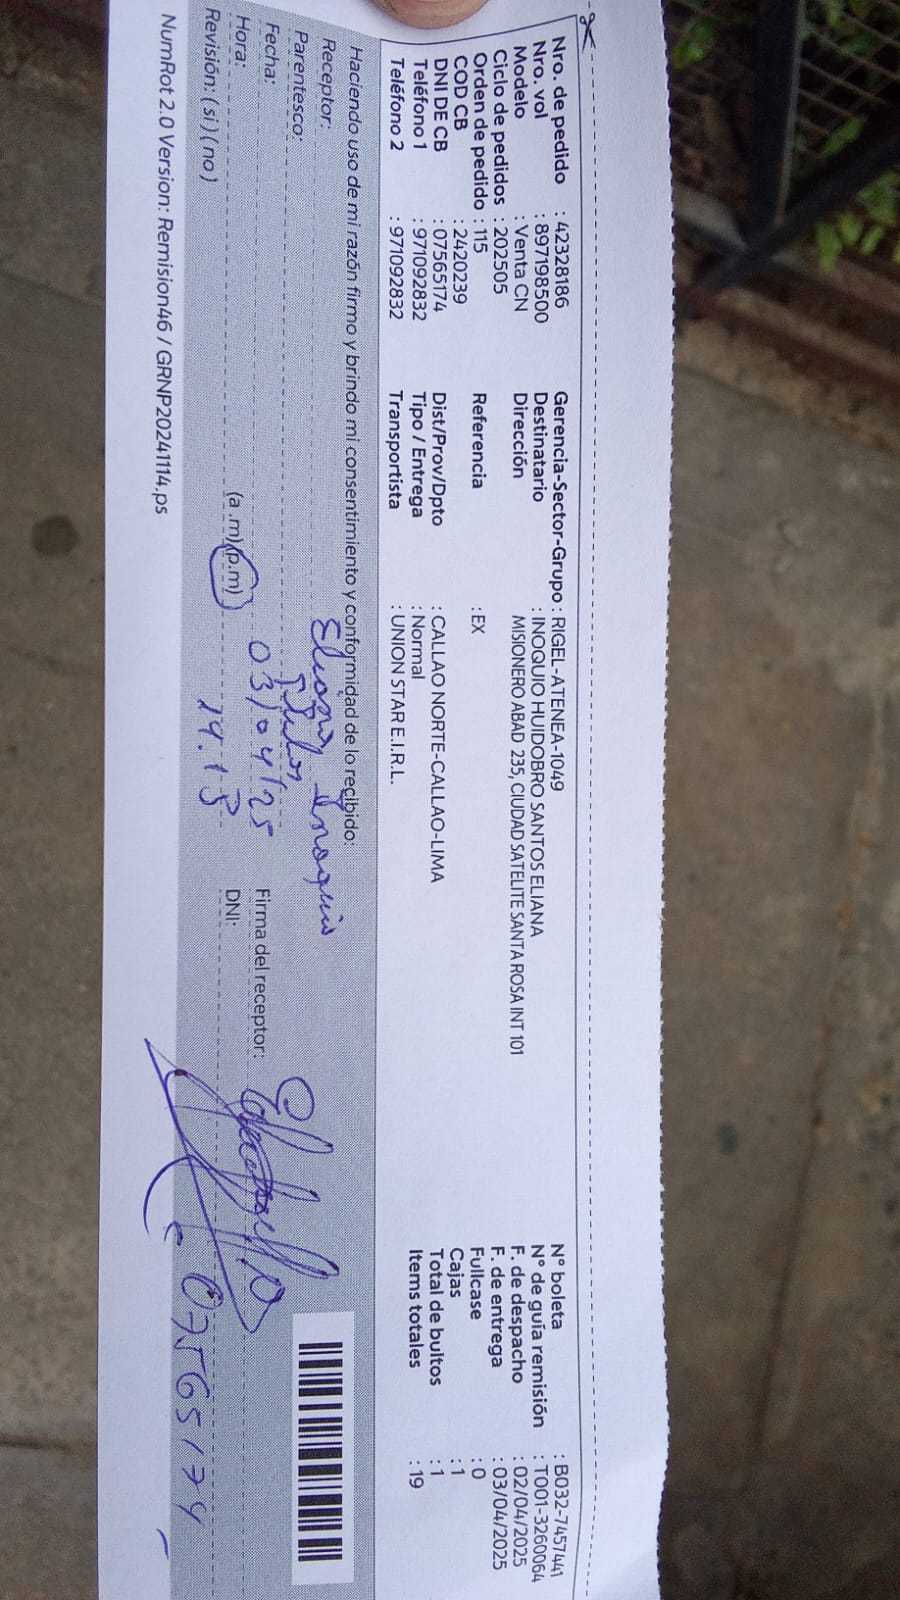 Nro. de pedido : 42328186 Gerencia-Sector-Grupo : RIGEL-ATENEA-1049 N° boleta : B032-7457441
Nro. vol : 897198500 Destinatario : INOQUIO HUIDOBRO SANTOS ELIANA N° de guía remisión : T001-3260064
Modelo : Venta CN Dirección MISIONERO ABAD 235, CIUDAD SATELITE SANTA ROSA INT 101 F. de despacho : 02/04/2025
Ciclo de pedidos : 202505 F. de entrega : 03/04/2025
Orden de pedido : 115 Referencia : EX Fullcase : 0
COD CB : 2420239 Cajas : 1
DNI DE CB : 07565174 Dist/Prov/Dpto : CALLAO NORTE-CALLAO-LIMA Total de bultos : 1
Teléfono 1 : 971092832 Tipo / Entrega : Normal Items totales : 19
Teléfono 2 : 971092832 Transportista : UNION STAR E.I.R.L.
Haciendo uso de mi razón firmo y brindo mi consentimiento y conformidad de lo recibido:
Receptor: Eliana Inoquio
Parentesco:
Fecha: 03/04/25 Firma del receptor:
Hora: (a .m) (p.m) 14.13 DNI: 07565174
Revisión: ( si ) ( no )
NumRot 2.0 Version: Remision46 / GRNP20241114.ps